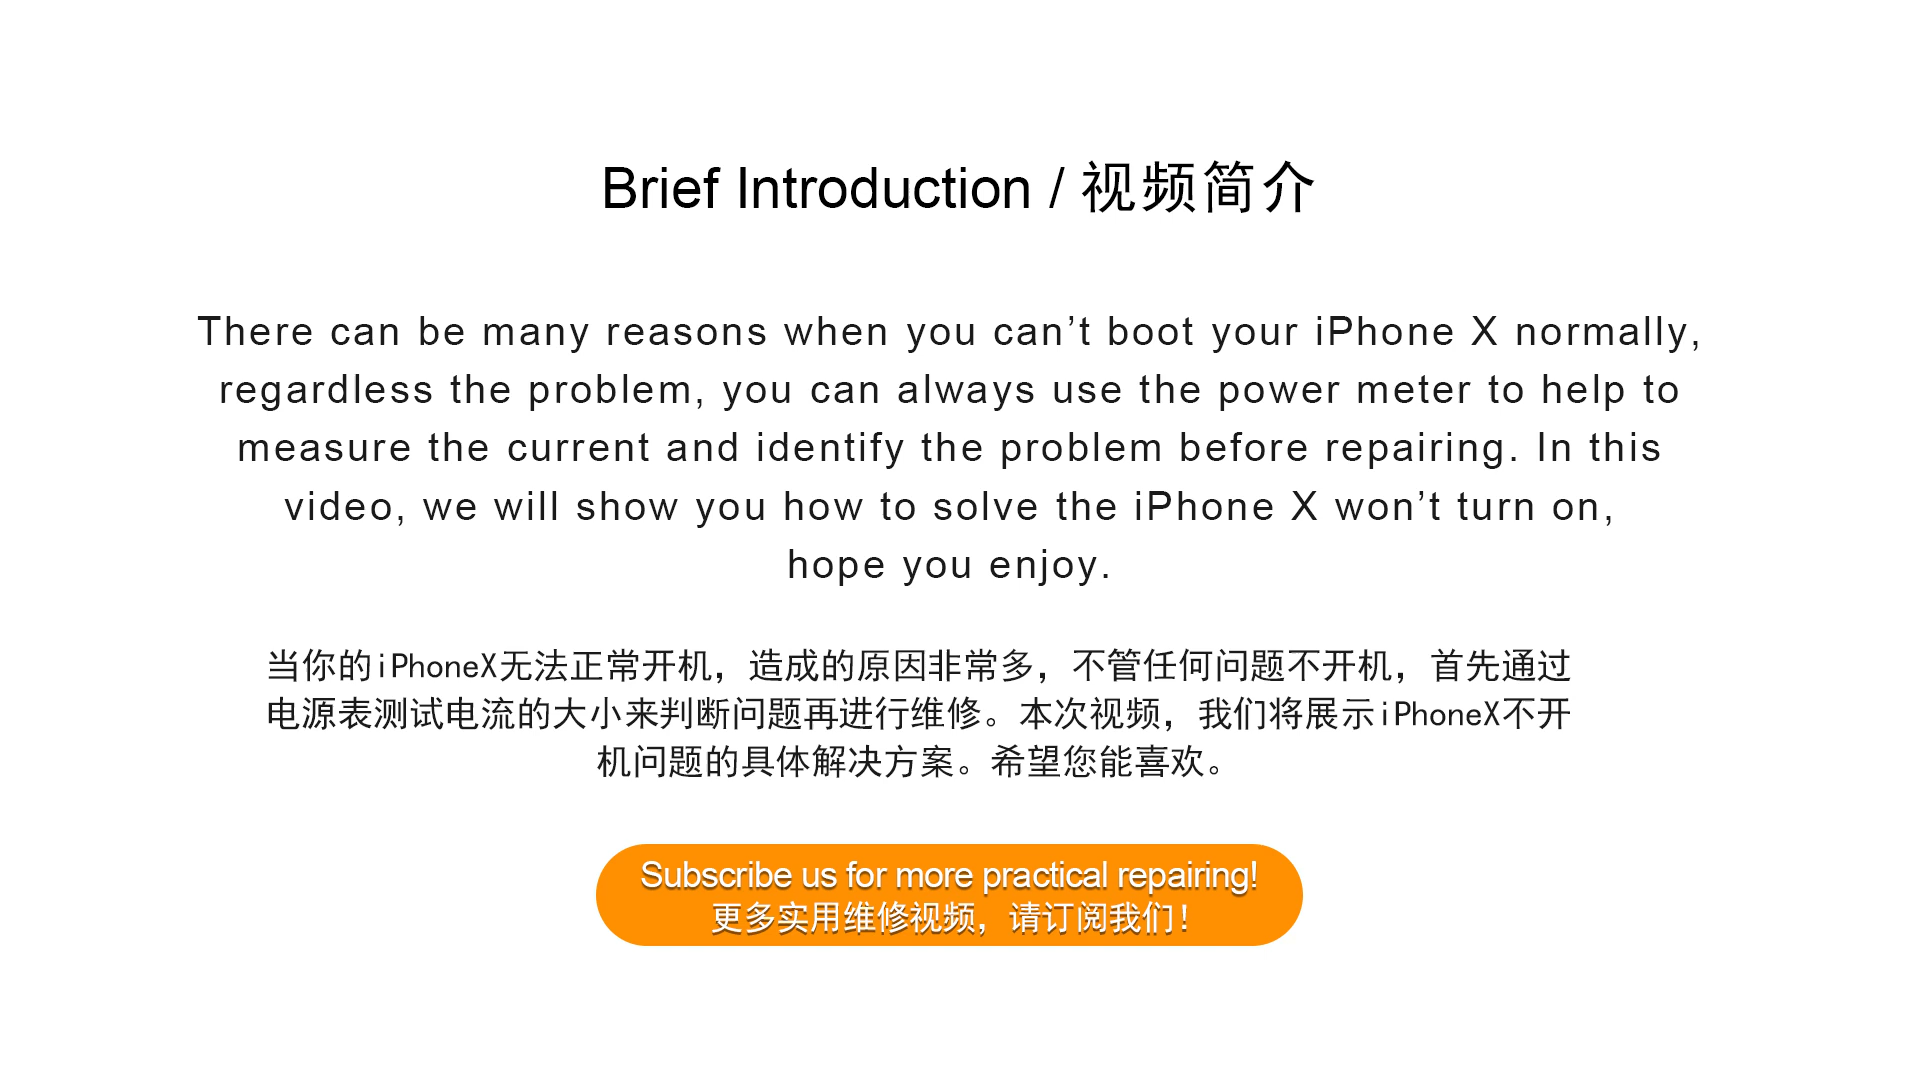 Brief Introduction / 视频简介
There can be many reasons when you can’t boot your iPhone X normally,
regardless the problem, you can always use the power meter to help to
measure the current and identify the problem before repairing. In this
video, we will show you how to solve the iPhone X won’t turn on,
hope you enjoy.
当你的iPhoneX无法正常开机，造成的原因非常多，不管任何问题不开机，首先通过
电源表测试电流的大小来判断问题再进行维修。本次视频，我们将展示iPhoneX不开
机问题的具体解决方案。希望您能喜欢。
Subscribe us for more practical repairing!
更多实用维修视频，请订阅我们！